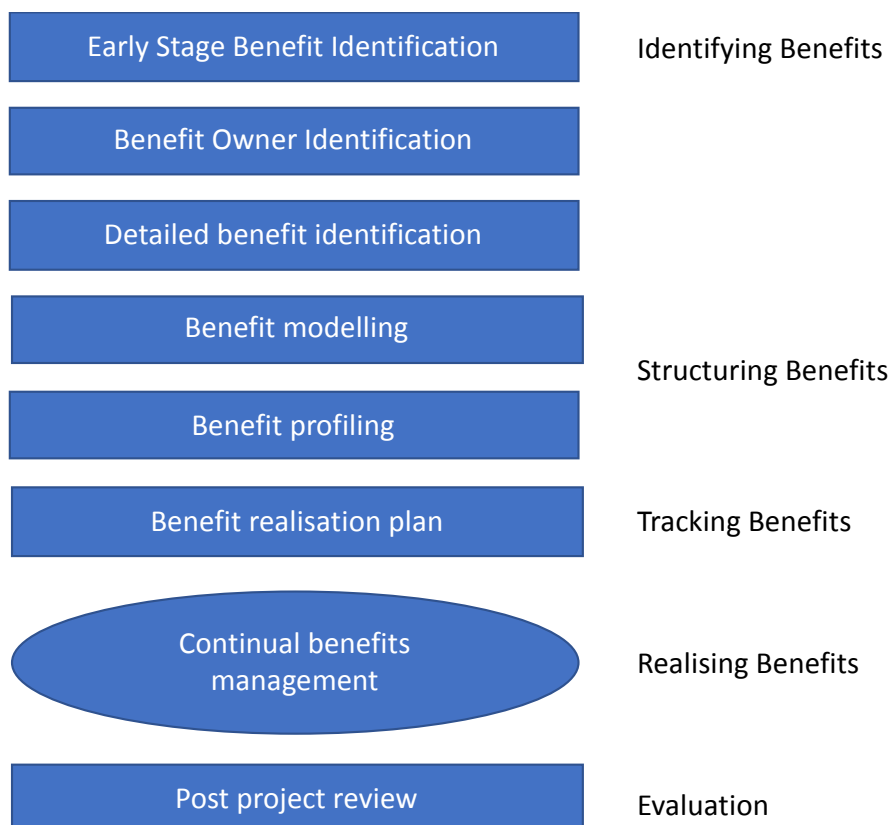 Early Stage Benefit Identification
Identifying Benefits
Benefit Owner Identification
Detailed benefit identification
Benefit modelling
Structuring Benefits
Benefit profiling
Benefit realisation plan
Tracking Benefits
Continual benefits
management
Realising Benefits
Post project review
Evaluation